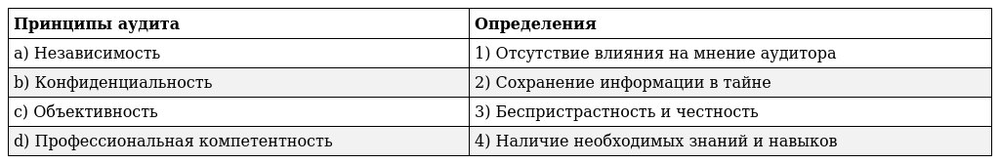 Принципы аудита Определения
a) Независимость 1) Отсутствие влияния на мнение аудитора
b) Конфиденциальность 2) Сохранение информации в тайне
c) Объективность 3) Беспристрастность и честность
d) Профессиональная компетентность 4) Наличие необходимых знаний и навыков